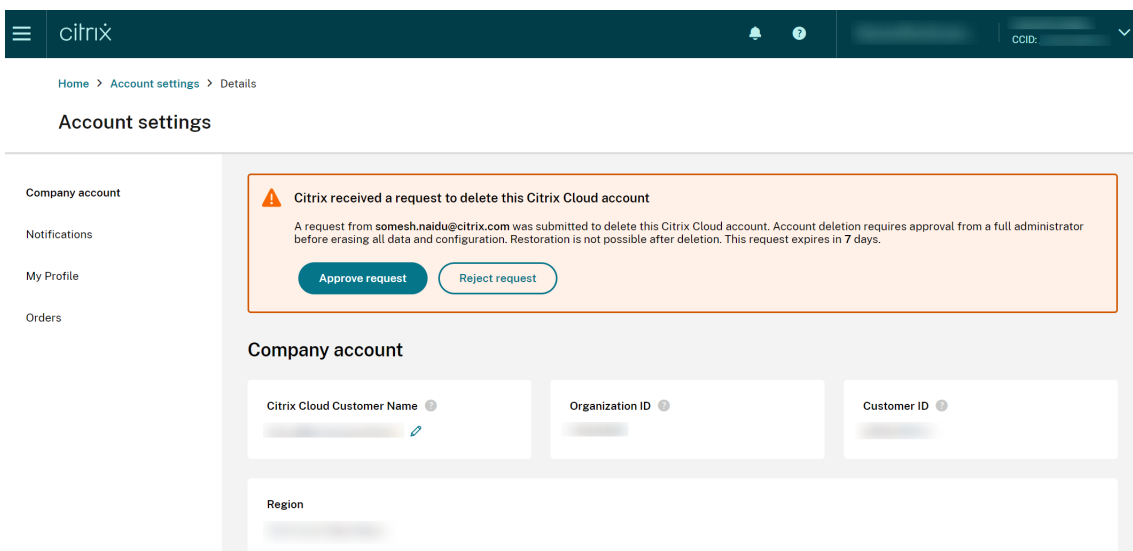 citrix
CCID:
Home > Account settings > Details
Account settings
Company account
Notifications
My Profile
Orders
Citrix received a request to delete this Citrix Cloud account
A request from somesh.naidu@citrix.com was submitted to delete this Citrix Cloud account. Account deletion requires approval from a full administrator
before erasing all data and configuration. Restoration is not possible after deletion. This request expires in 7 days.
Approve request Reject request
Company account
Citrix Cloud Customer Name
Organization ID
Customer ID
Region